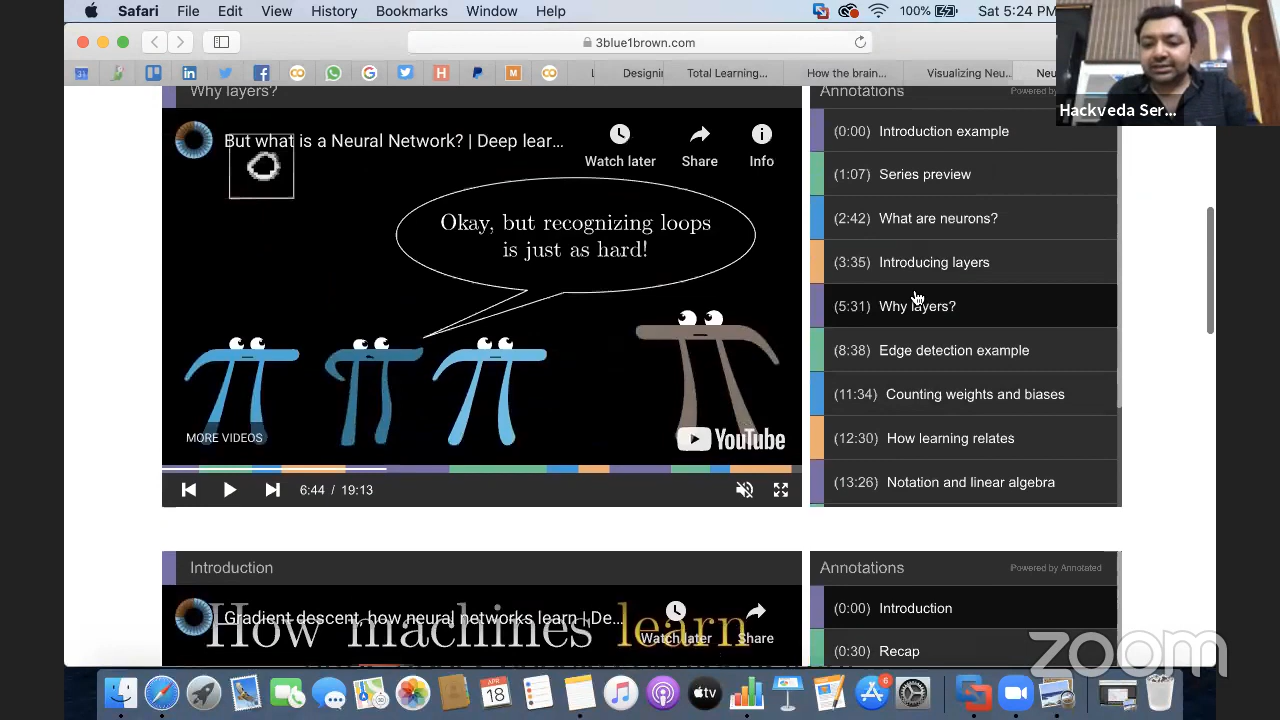 Safari File Edit View History Bookmarks Window Help 100% Sat 5:24 PM
3blue1brown.com
Designin Total Learning... How the brain... Visualizing Neu... Neu
Hackveda Ser...
Why layers?
But what is a Neural Network? | Deep lear...
Watch later Share Info
Okay, but recognizing loops
is just as hard!
MORE VIDEOS
YouTube
6:44 / 19:13
Annotations Powered by
(0:00) Introduction example
(1:07) Series preview
(2:42) What are neurons?
(3:35) Introducing layers
(5:31) Why layers?
(8:38) Edge detection example
(11:34) Counting weights and biases
(12:30) How learning relates
(13:26) Notation and linear algebra
Introduction
How machines learn
Gradient descent, how neural networks learn | De...
Watch later Share
Annotations Powered by Annotated
(0:00) Introduction
(0:30) Recap
zoom
APR
18
tv
6